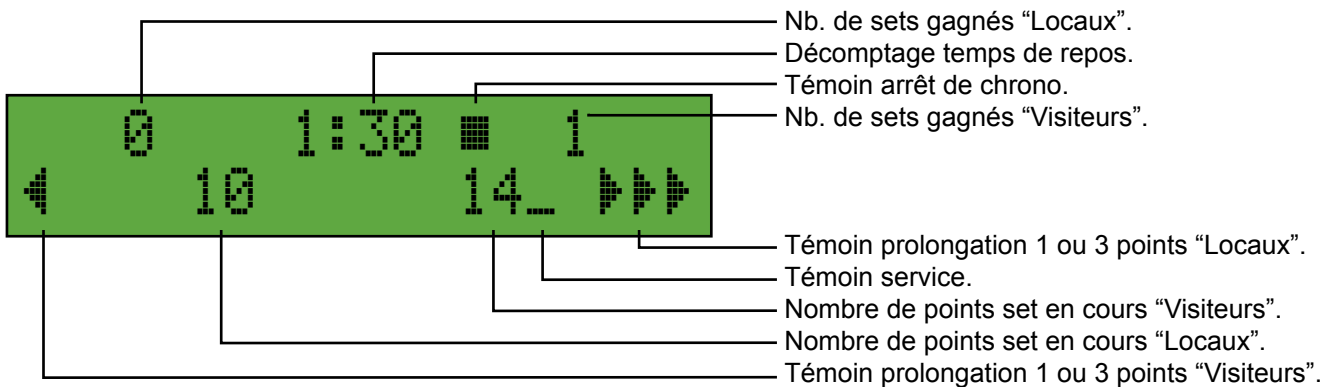 Nb. de sets gagnés “Locaux”.
Décomptage temps de repos.
Témoin arrêt de chrono.
Nb. de sets gagnés “Visiteurs”.
0 1:30 ■ 1
◀ 10 14_ ▶▶▶
Témoin prolongation 1 ou 3 points “Locaux”.
Témoin service.
Nombre de points set en cours “Visiteurs”.
Nombre de points set en cours “Locaux”.
Témoin prolongation 1 ou 3 points “Visiteurs”.